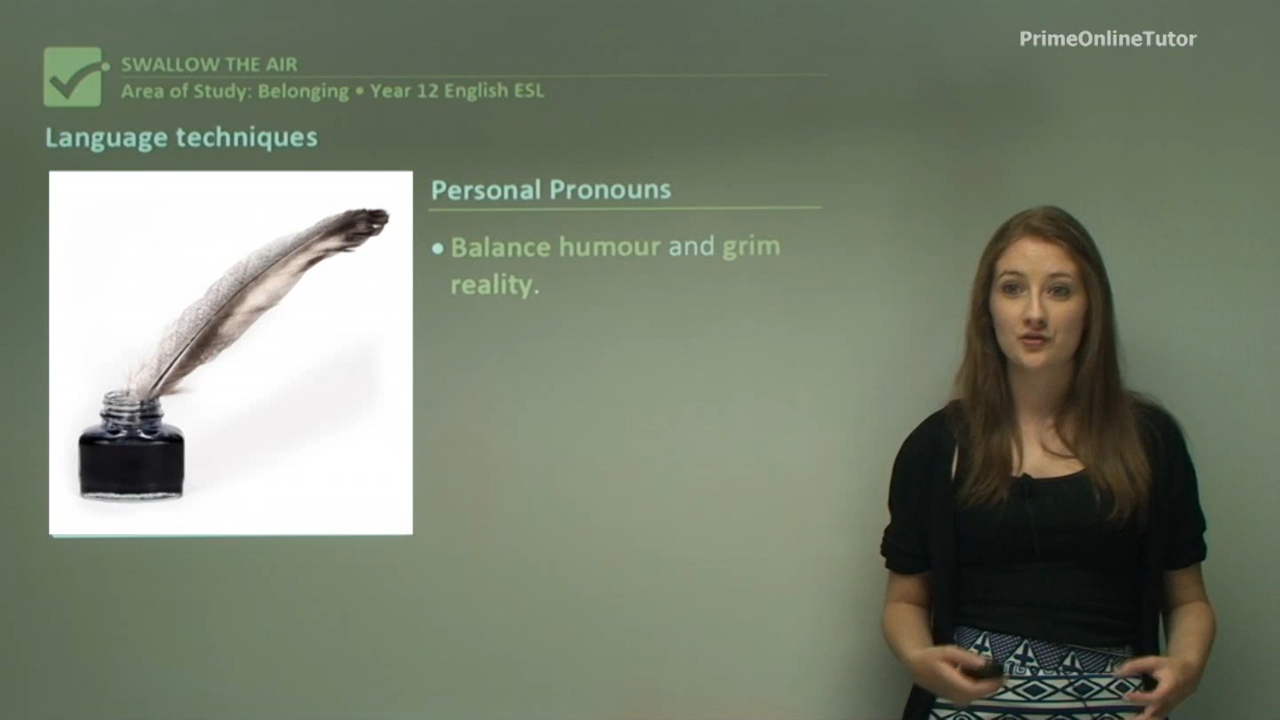 PrimeOnlineTutor
SWALLOW THE AIR
Area of Study: Belonging • Year 12 English ESL
Language techniques
Personal Pronouns
• Balance humour and grim
reality.